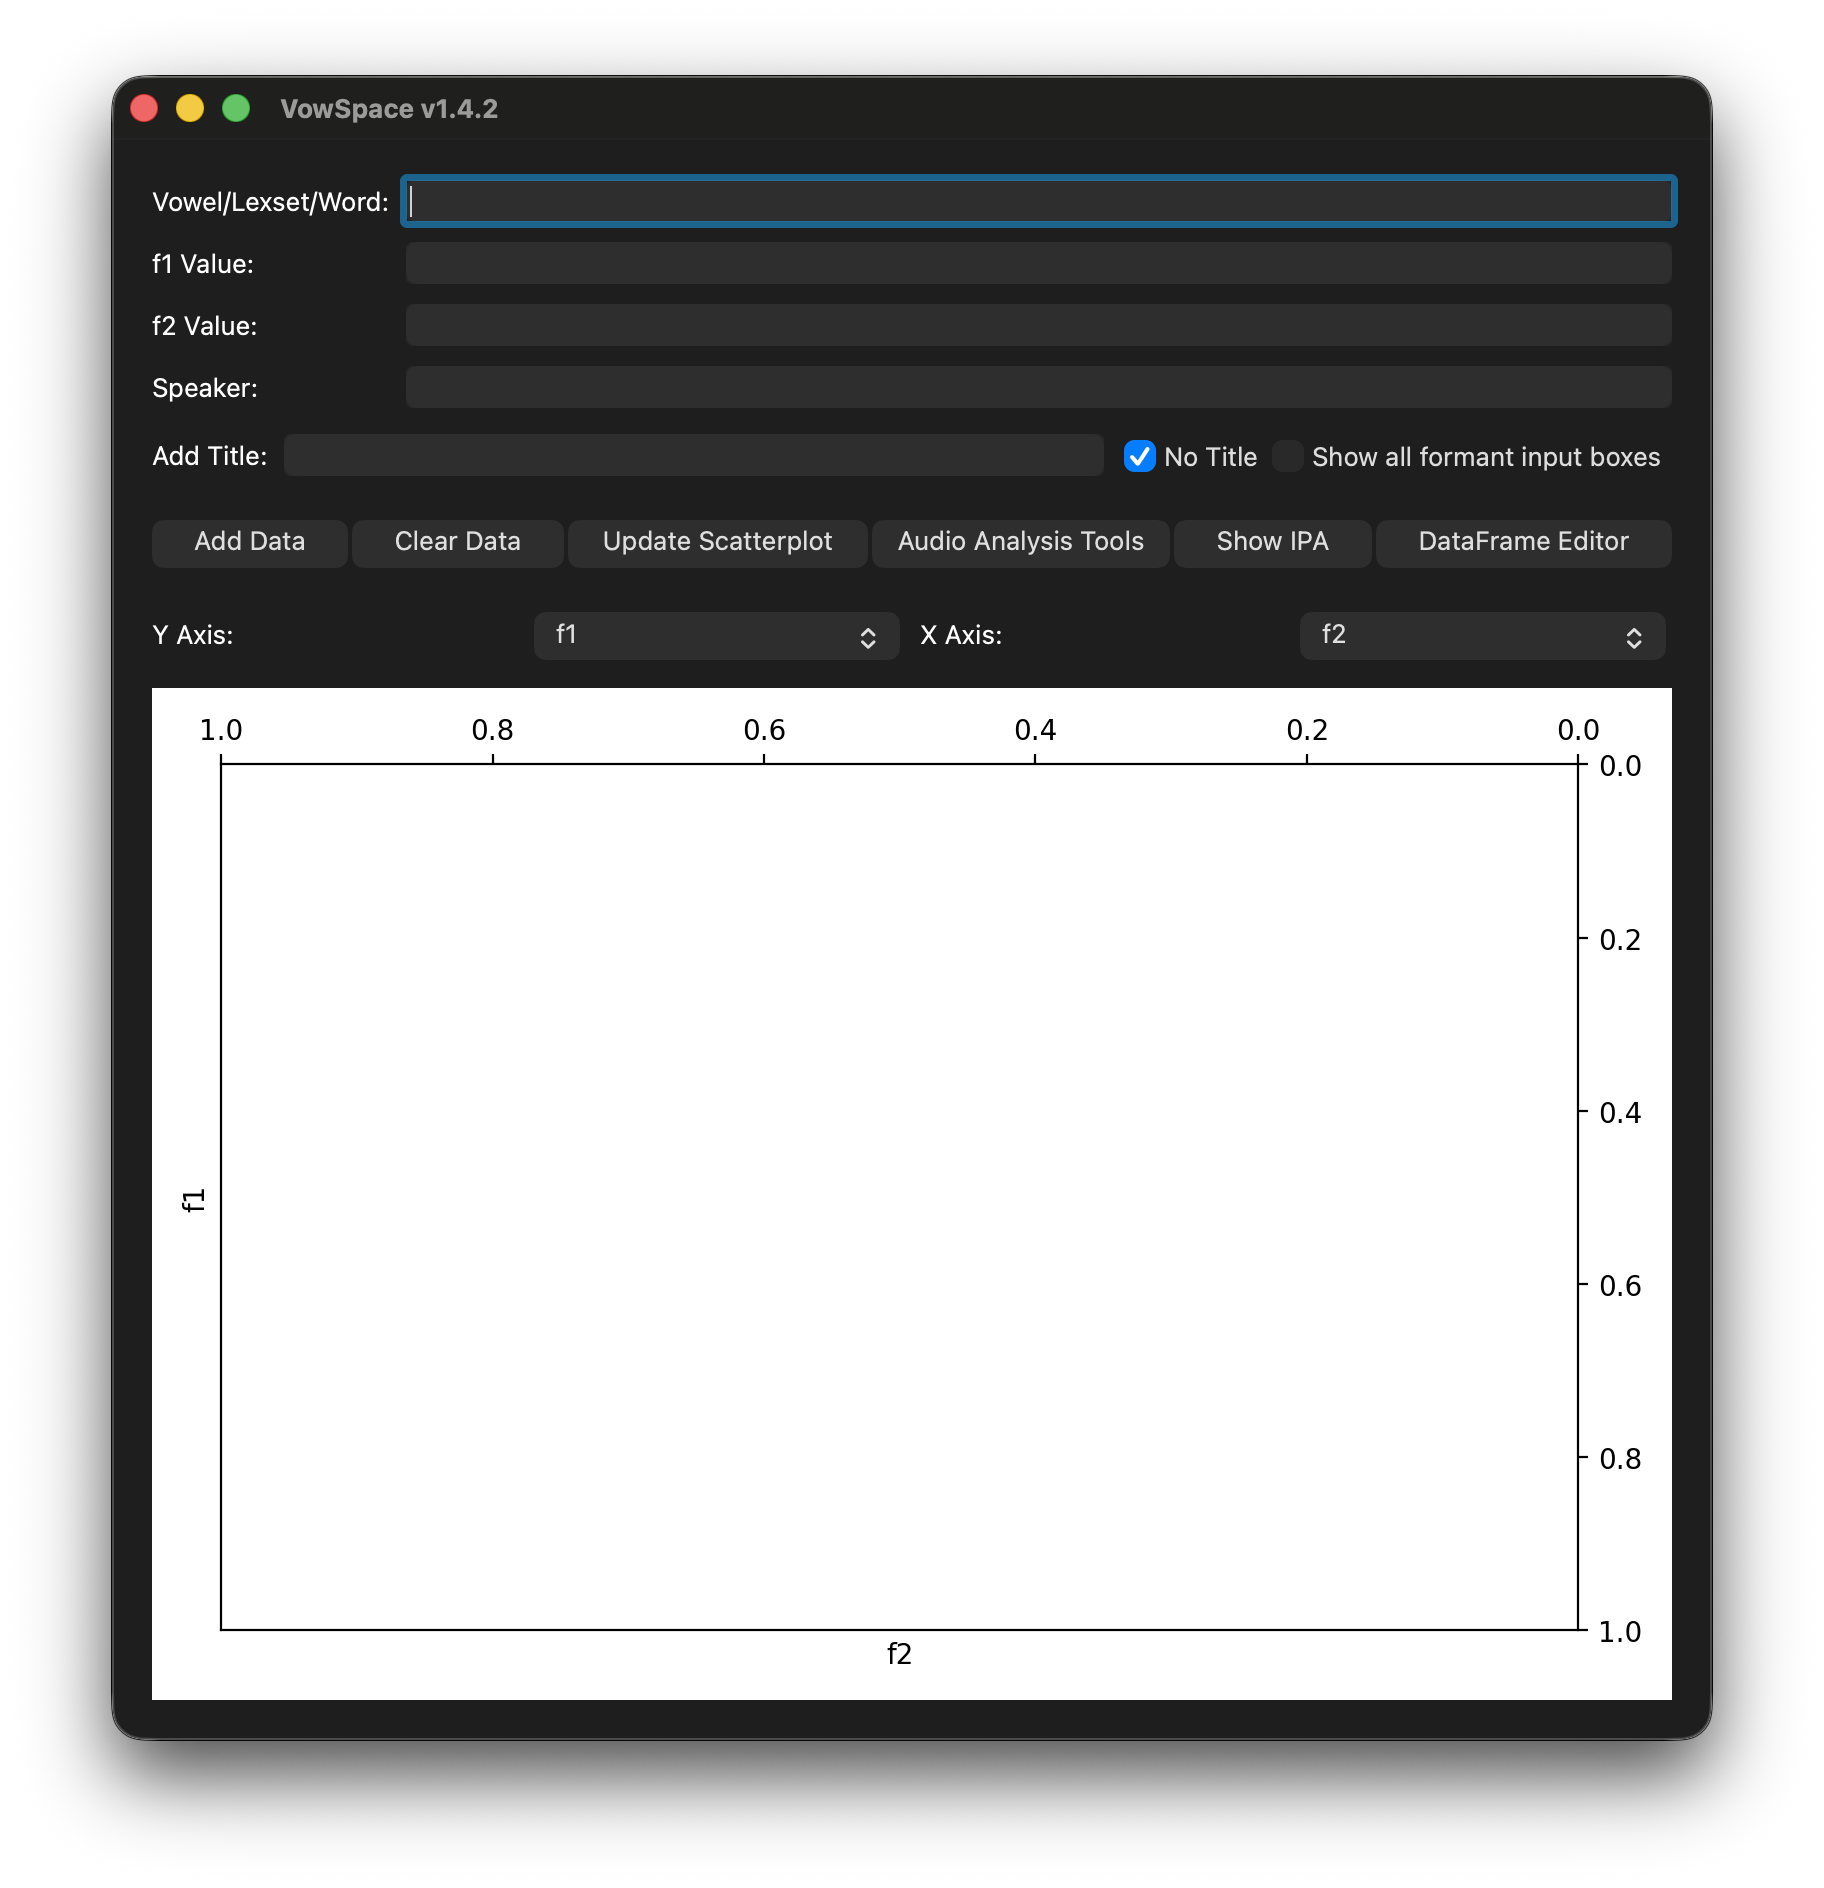 VowSpace v1.4.2
Vowel/Lexset/Word:
f1 Value:
f2 Value:
Speaker:
Add Title: No Title Show all formant input boxes
Add Data Clear Data Update Scatterplot Audio Analysis Tools Show IPA DataFrame Editor
Y Axis: f1 X Axis: f2
1.0 0.8 0.6 0.4 0.2 0.0
0.0
0.2
0.4
f1
0.6
0.8
1.0
f2